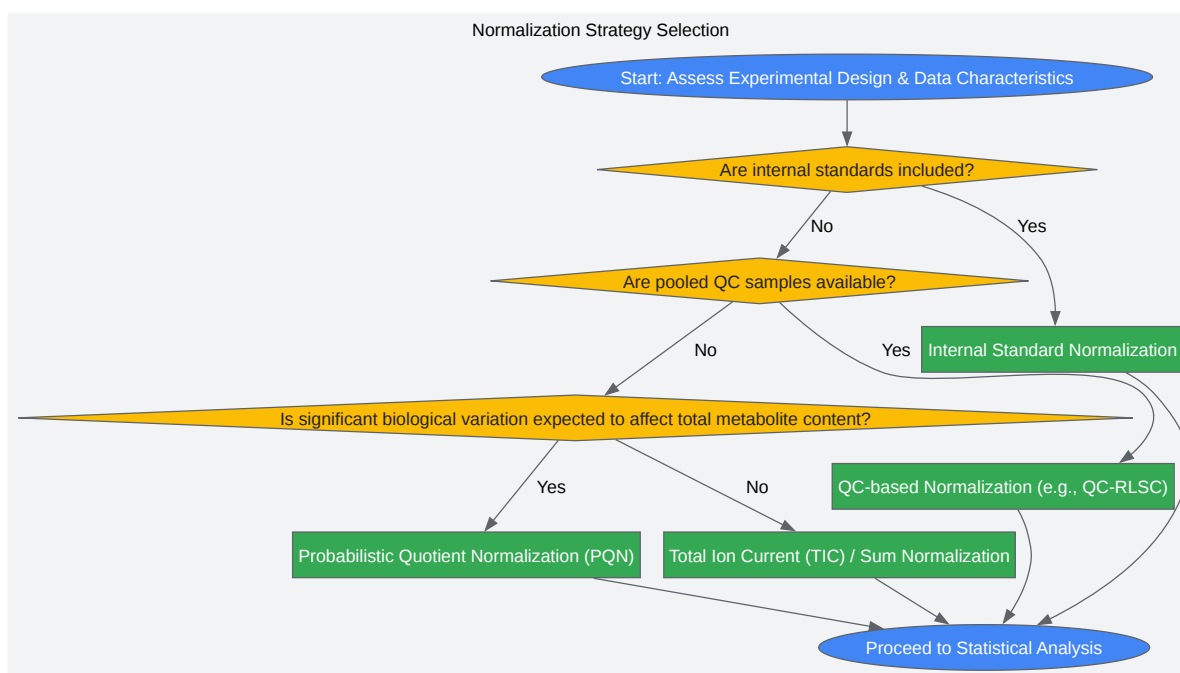 Normalization Strategy Selection
Start: Assess Experimental Design & Data Characteristics
Are internal standards included?
No
Yes
Are pooled QC samples available?
No
Yes
Internal Standard Normalization
Is significant biological variation expected to affect total metabolite content?
Yes
No
QC-based Normalization (e.g., QC-RLSC)
Probabilistic Quotient Normalization (PQN)
Total Ion Current (TIC) / Sum Normalization
Proceed to Statistical Analysis